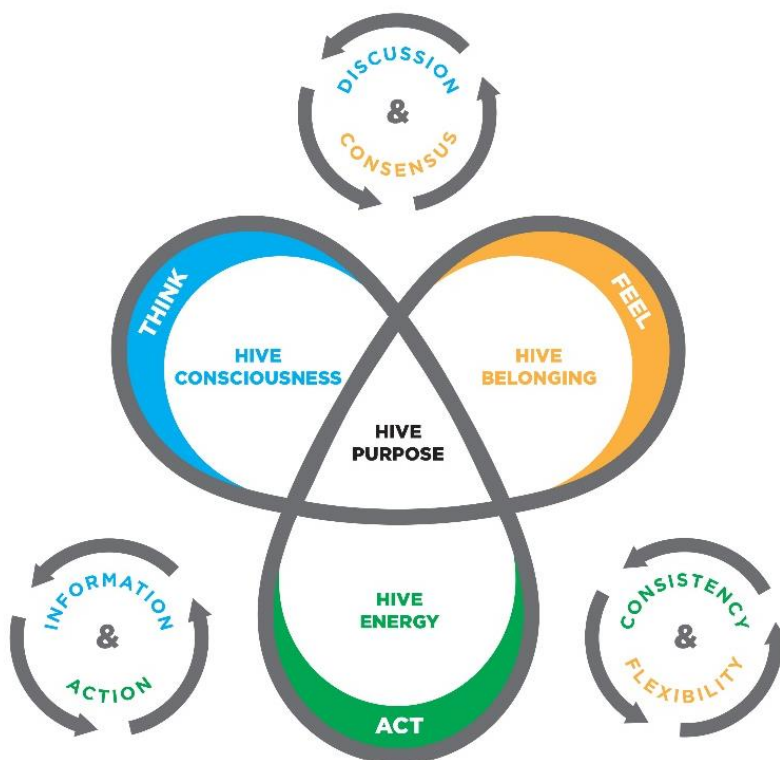 DISCUSSION
&
CONSENSUS
THINK
FEEL
HIVE
CONSCIOUSNESS
HIVE
BELONGING
HIVE
PURPOSE
INFORMATION
&
ACTION
HIVE
ENERGY
CONSISTENCY
&
FLEXIBILITY
ACT